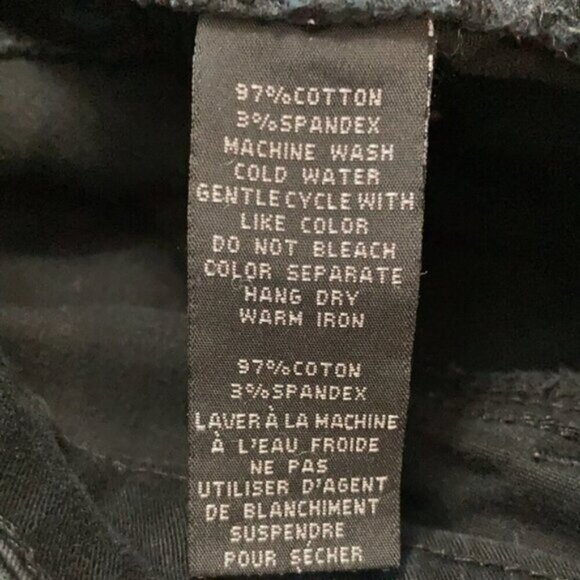 97%COTTON
3%SPANDEX
MACHINE WASH
COLD WATER
GENTLE CYCLE WITH
LIKE COLOR
DO NOT BLEACH
COLOR SEPARATE
HANG DRY
WARM IRON
97%COTON
3%SPANDEX
LAVER À LA MACHINE
À L'EAU FROIDE
NE PAS
UTILISER D'AGENT
DE BLANCHIMENT
SUSPENDRE
POUR SÉCHER